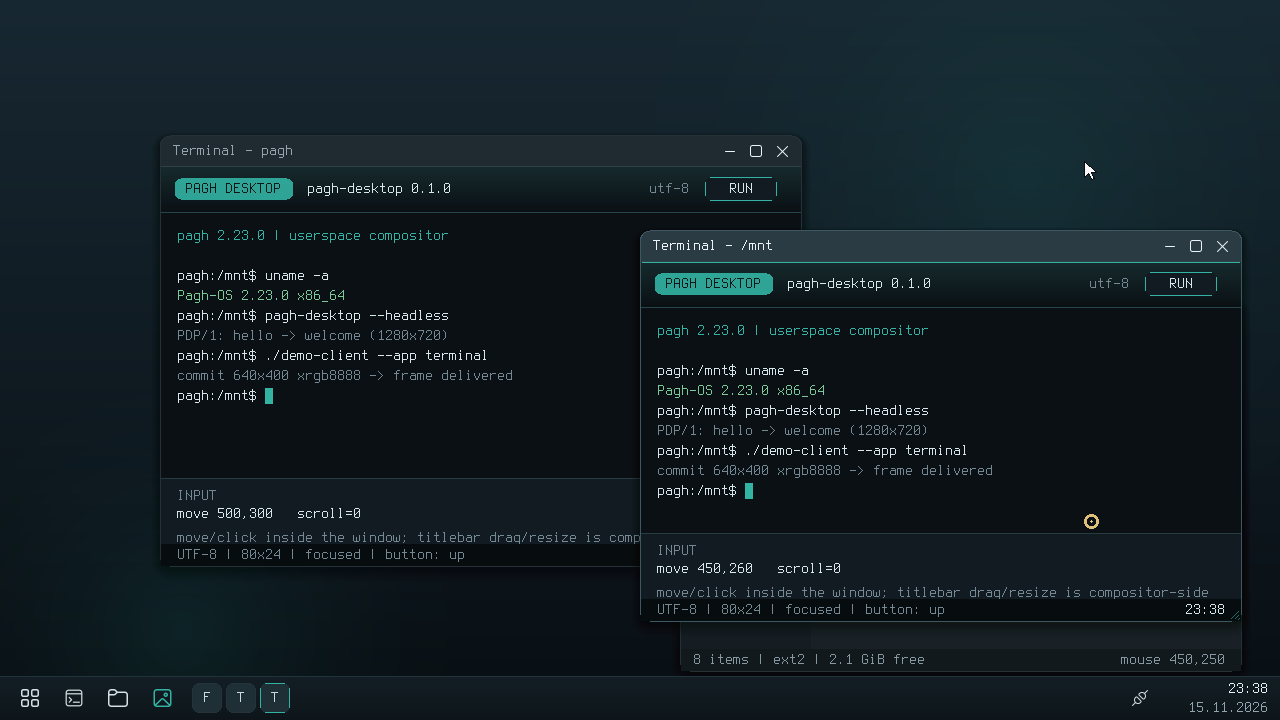 Terminal - pagh
PAGH DESKTOP pagh-desktop 0.1.0 utf-8 RUN
pagh 2.23.0 | userspace compositor
pagh:/mnt$ uname -a
Pagh-OS 2.23.0 x86_64
pagh:/mnt$ pagh-desktop --headless
PDP/1: hello -> welcome (1280x720)
pagh:/mnt$ ./demo-client --app terminal
commit 640x400 xrgb8888 -> frame delivered
pagh:/mnt$
INPUT
move 500,300 scroll=0
move/click inside the window; titlebar drag/resize is comp
UTF-8 | 80x24 | focused | button: up
Terminal - /mnt
PAGH DESKTOP pagh-desktop 0.1.0 utf-8 RUN
pagh 2.23.0 | userspace compositor
pagh:/mnt$ uname -a
Pagh-OS 2.23.0 x86_64
pagh:/mnt$ pagh-desktop --headless
PDP/1: hello -> welcome (1280x720)
pagh:/mnt$ ./demo-client --app terminal
commit 640x400 xrgb8888 -> frame delivered
pagh:/mnt$
INPUT
move 450,260 scroll=0
move/click inside the window; titlebar drag/resize is compositor-side
UTF-8 | 80x24 | focused | button: up 23:38
8 items | ext2 | 2.1 GiB free mouse 450,250
F T T 23:38
15.11.2026